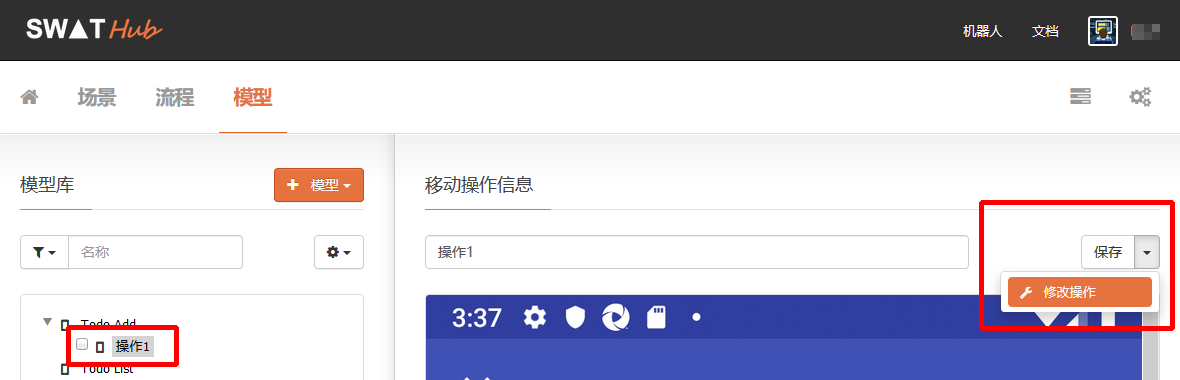 SWAT Hub
机器人
文档
场景
流程
模型
模型库
模型
移动操作信息
名称
操作1
保存
修改操作
3:37
Todo Add
操作1
Todo List